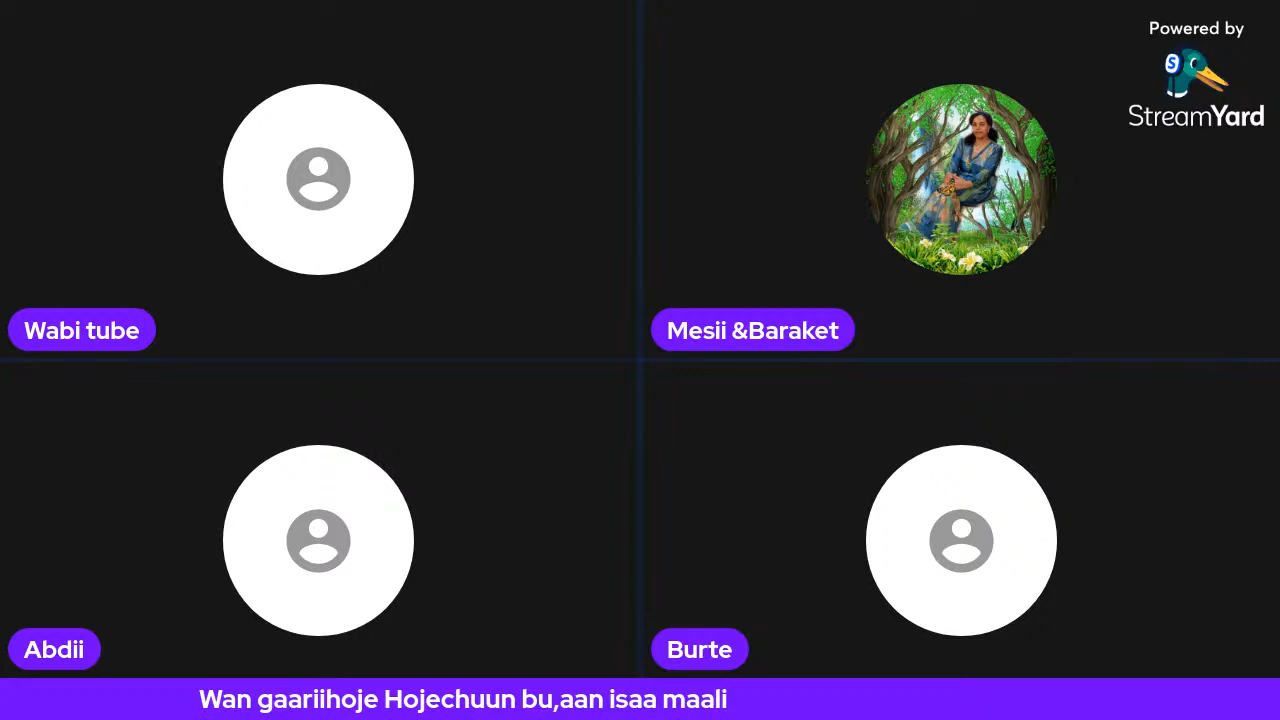 Powered by
StreamYard
Wabi tube
Mesii &Baraket
Abdii
Burte
Wan gaariihoje Hojechuun bu,aan isaa maali